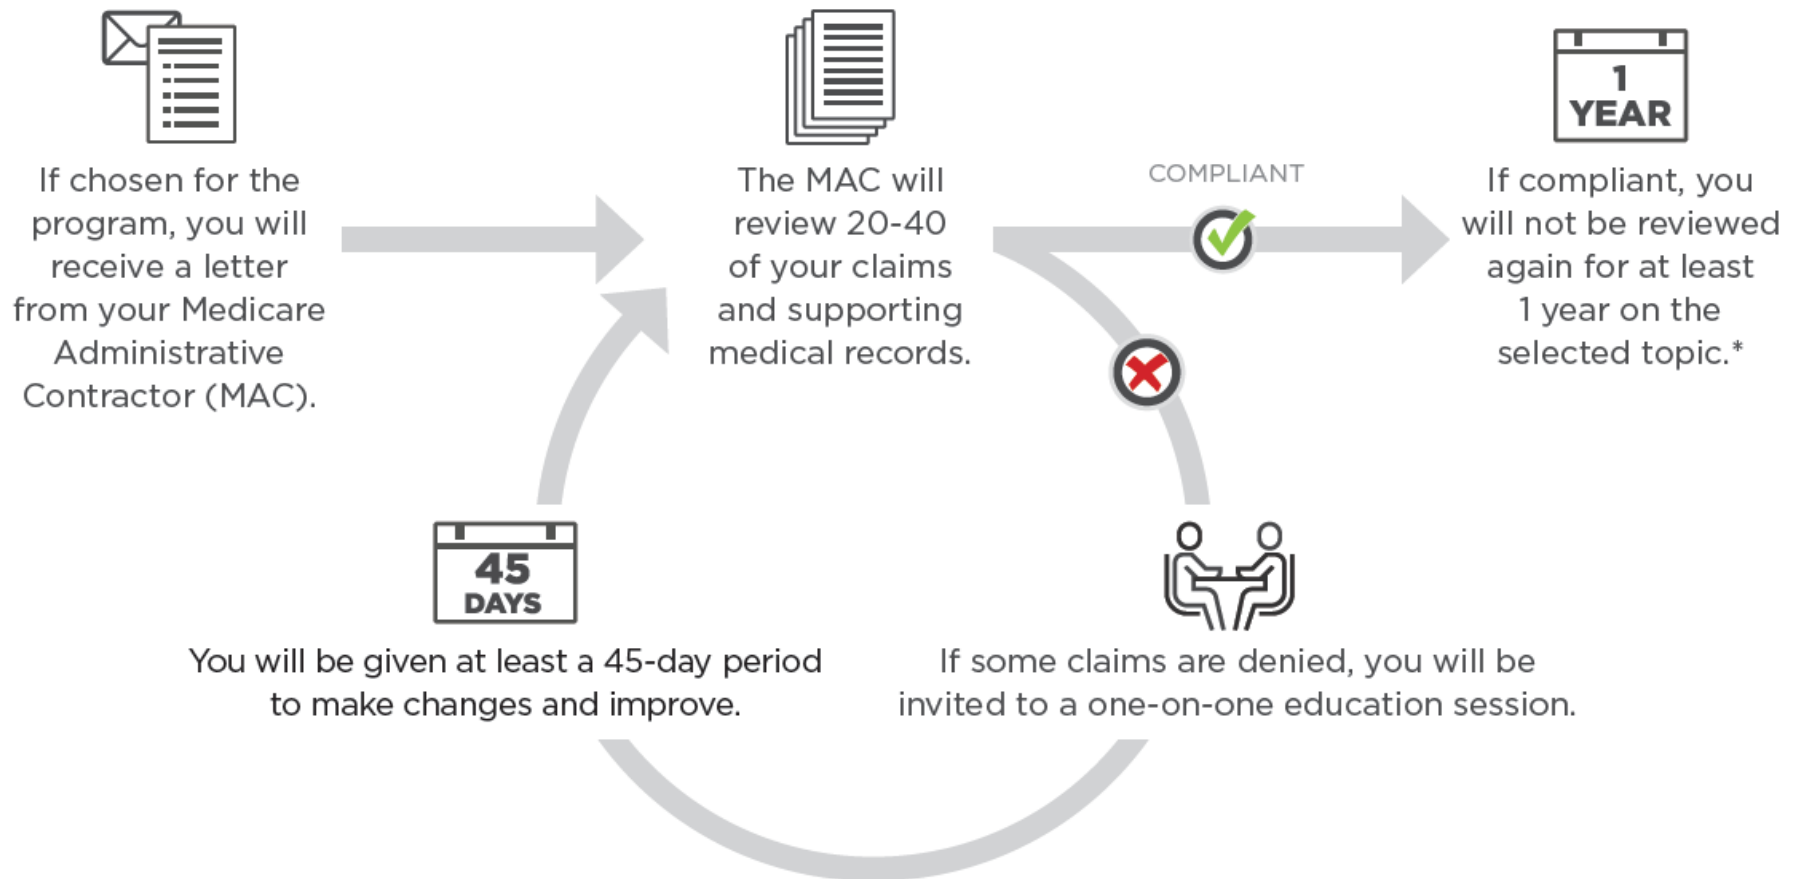 If chosen for the
program, you will
receive a letter
from your Medicare
Administrative
Contractor (MAC).
The MAC will
review 20-40
of your claims
and supporting
medical records.
COMPLIANT
1
YEAR
If compliant, you
will not be reviewed
again for at least
1 year on the
selected topic.*
45
DAYS
You will be given at least a 45-day period
to make changes and improve.
If some claims are denied, you will be
invited to a one-on-one education session.